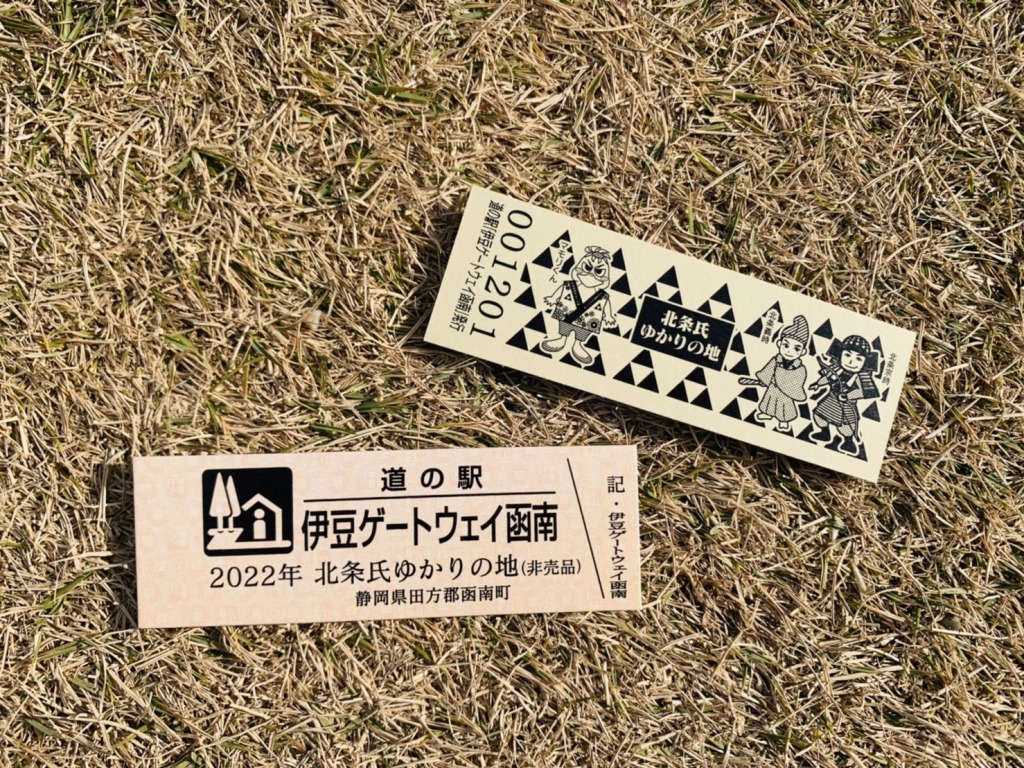 道の駅
伊豆ゲートウェイ函南
2022年 北条氏ゆかりの地(非売品)
静岡県田方郡函南町
記・伊豆ゲートウェイ函南
001201
道の駅伊豆ゲートウェイ函南発行
北条氏
ゆかりの地